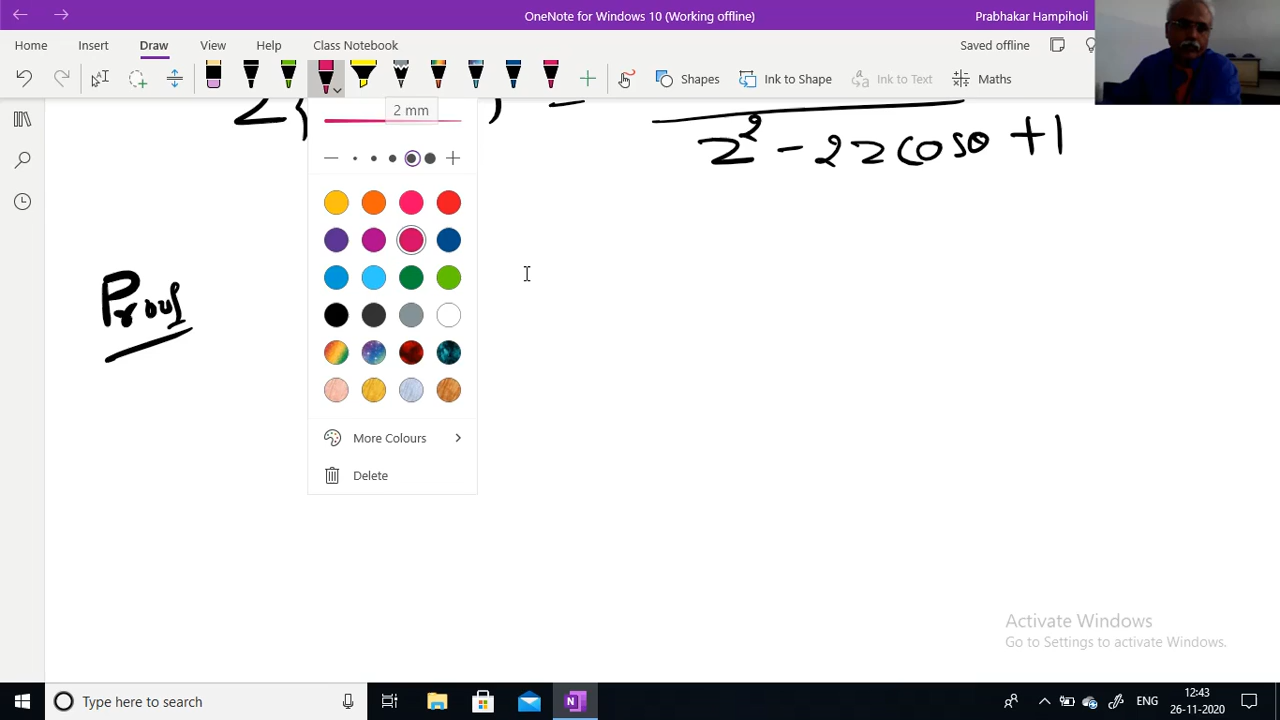 OneNote for Windows 10 (Working offline)
Prabhakar Hampiholi
Home Insert Draw View Help Class Notebook
Saved offline
Shapes Ink to Shape Ink to Text Maths
2 mm
z² - 2z cosθ + 1
Proof
More Colours
Delete
Activate Windows
Go to Settings to activate Windows.
Type here to search
N
ENG
12:43
26-11-2020